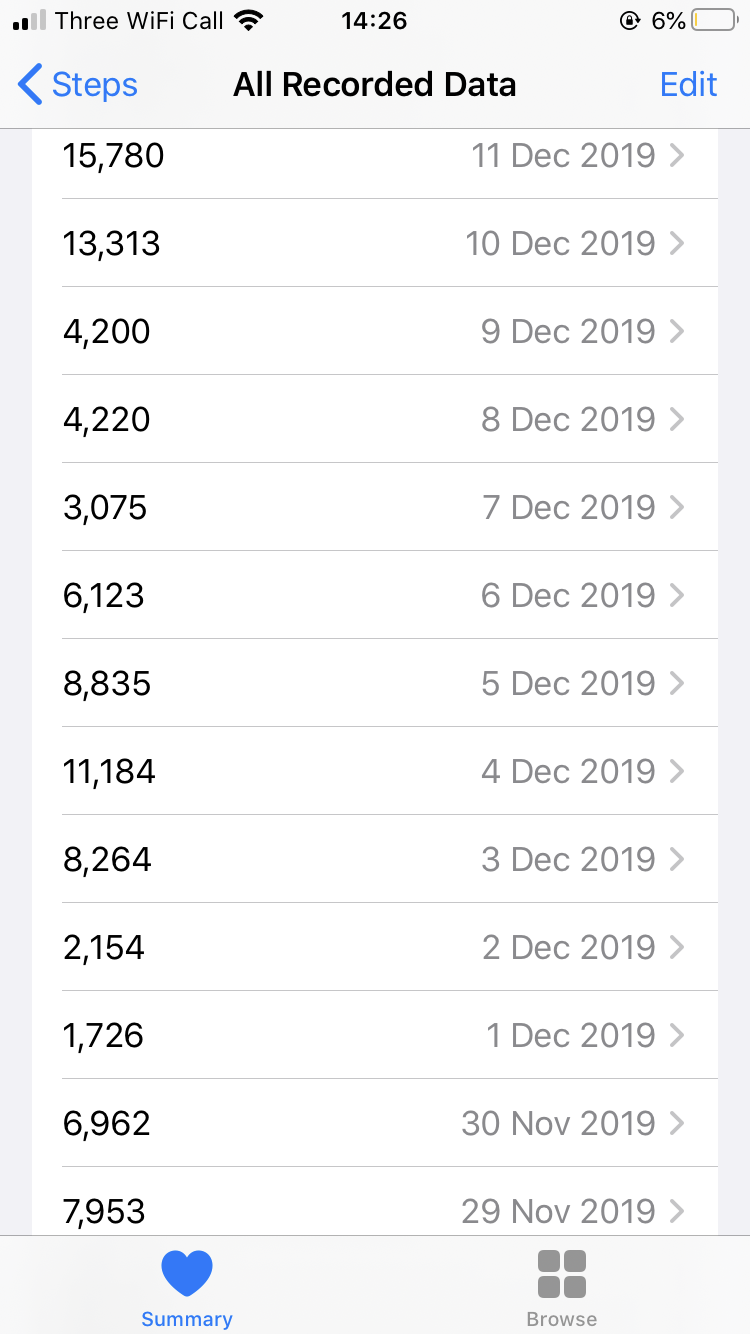 Three WiFi Call 14:26 6%
Steps All Recorded Data Edit
15,780 11 Dec 2019
13,313 10 Dec 2019
4,200 9 Dec 2019
4,220 8 Dec 2019
3,075 7 Dec 2019
6,123 6 Dec 2019
8,835 5 Dec 2019
11,184 4 Dec 2019
8,264 3 Dec 2019
2,154 2 Dec 2019
1,726 1 Dec 2019
6,962 30 Nov 2019
7,953 29 Nov 2019
Summary Browse